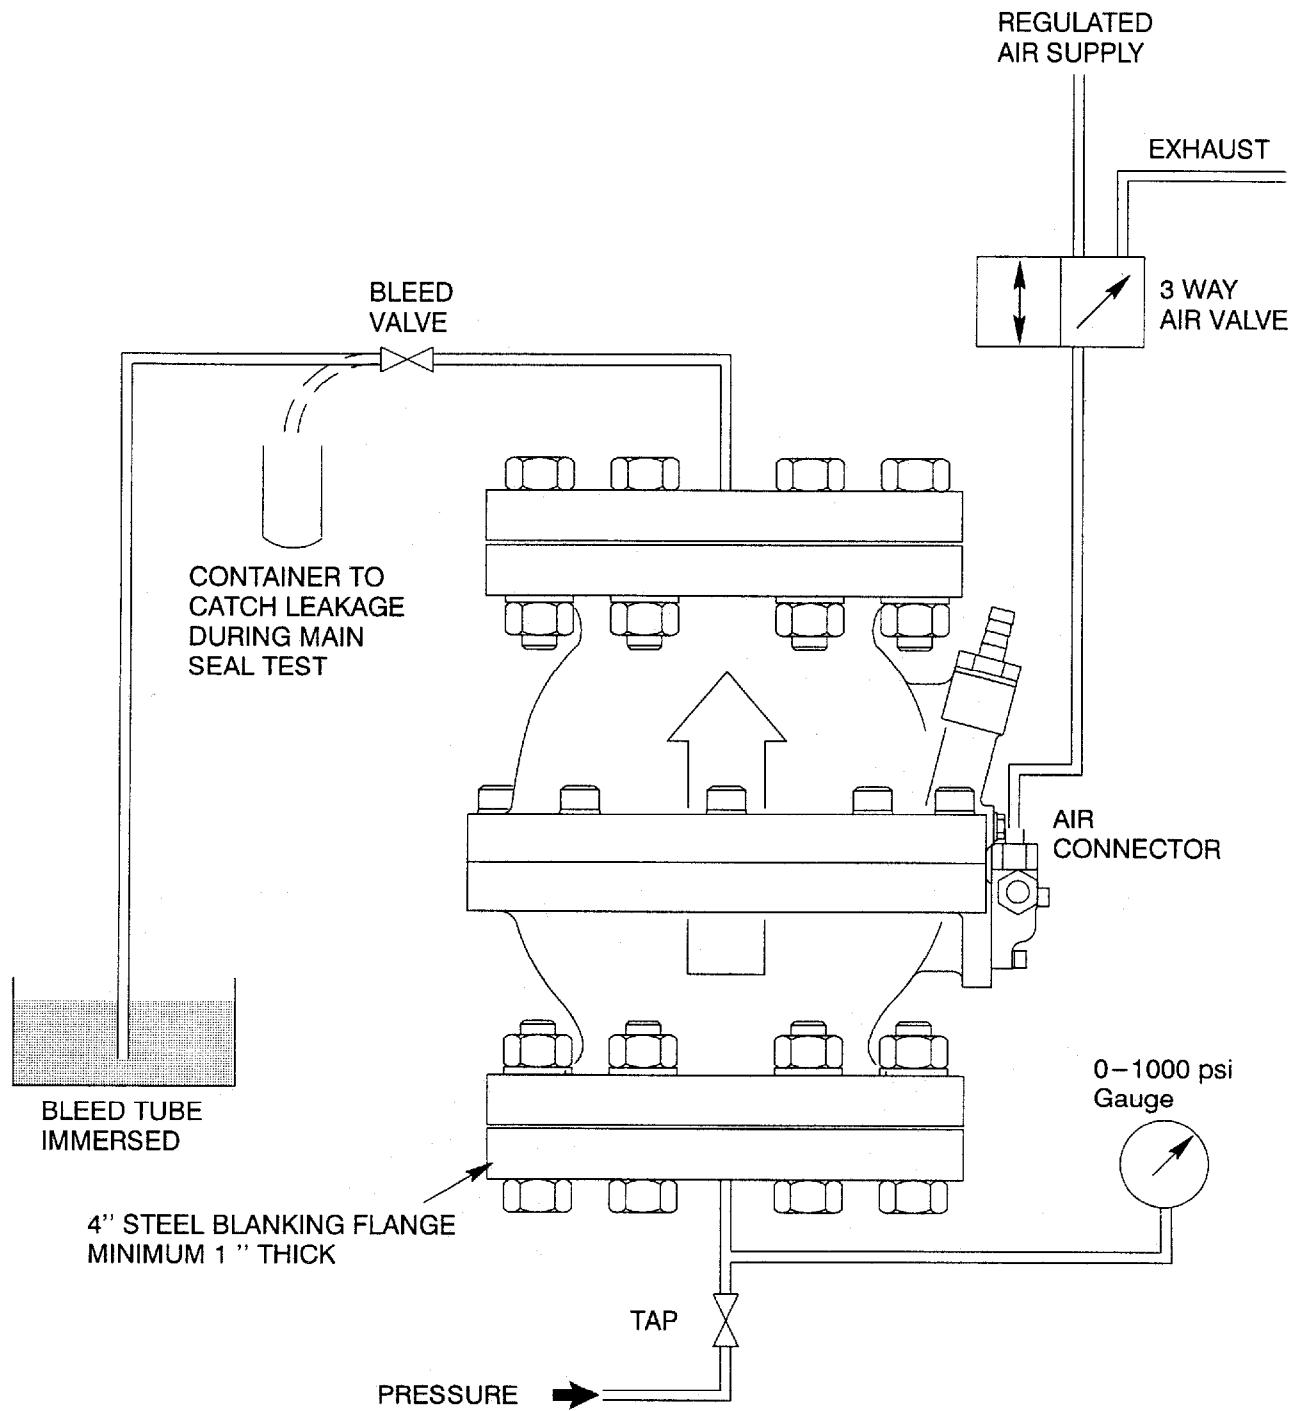 REGULATED
AIR SUPPLY
EXHAUST
3 WAY
AIR VALVE
BLEED
VALVE
CONTAINER TO
CATCH LEAKAGE
DURING MAIN
SEAL TEST
AIR
CONNECTOR
BLEED TUBE
IMMERSED
0–1000 psi
Gauge
4'' STEEL BLANKING FLANGE
MINIMUM 1 '' THICK
TAP
PRESSURE